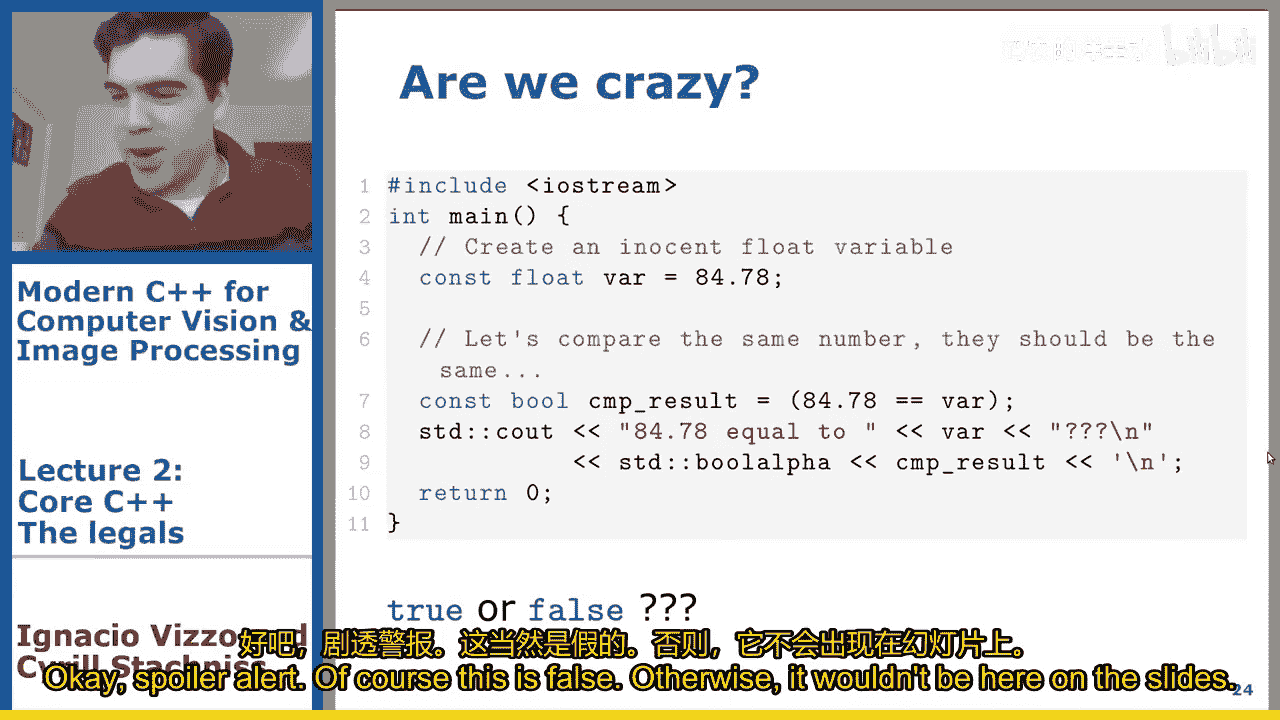 Are we crazy?
1 #include <iostream>
2 int main() {
3 // Create an inocent float variable
4 const float var = 84.78;
5
6 // Let's compare the same number, they should be the
same...
7 const bool cmp_result = (84.78 == var);
8 std::cout << "84.78 equal to " << var << "???\n"
9 << std::boolalpha << cmp_result << '\n';
10 return 0;
11 }
true or false ???
Modern C++ for
Computer Vision &
Image Processing
Lecture 2:
Core C++
The legals
Ignacio
Cyrill Stachniss
好吧，剧透警报。这当然是假的。否则，它不会出现在幻灯片上。
Okay, spoiler alert. Of course this is false. Otherwise, it wouldn't be here on the slides.
24